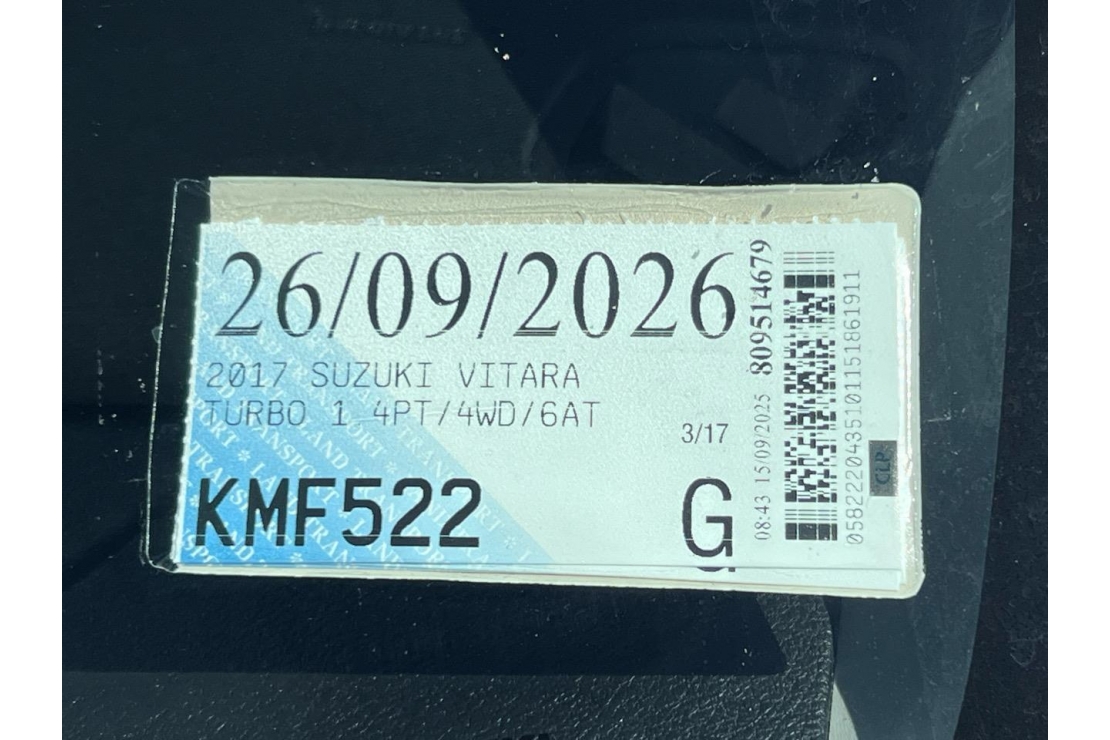 26/09/2026
2017 SUZUKI VITARA
TURBO 1 4PT/4WD/6AT
3/17
KMF522
G
08:43 15/09/2025 809514679
0582220435101151861911
CLP